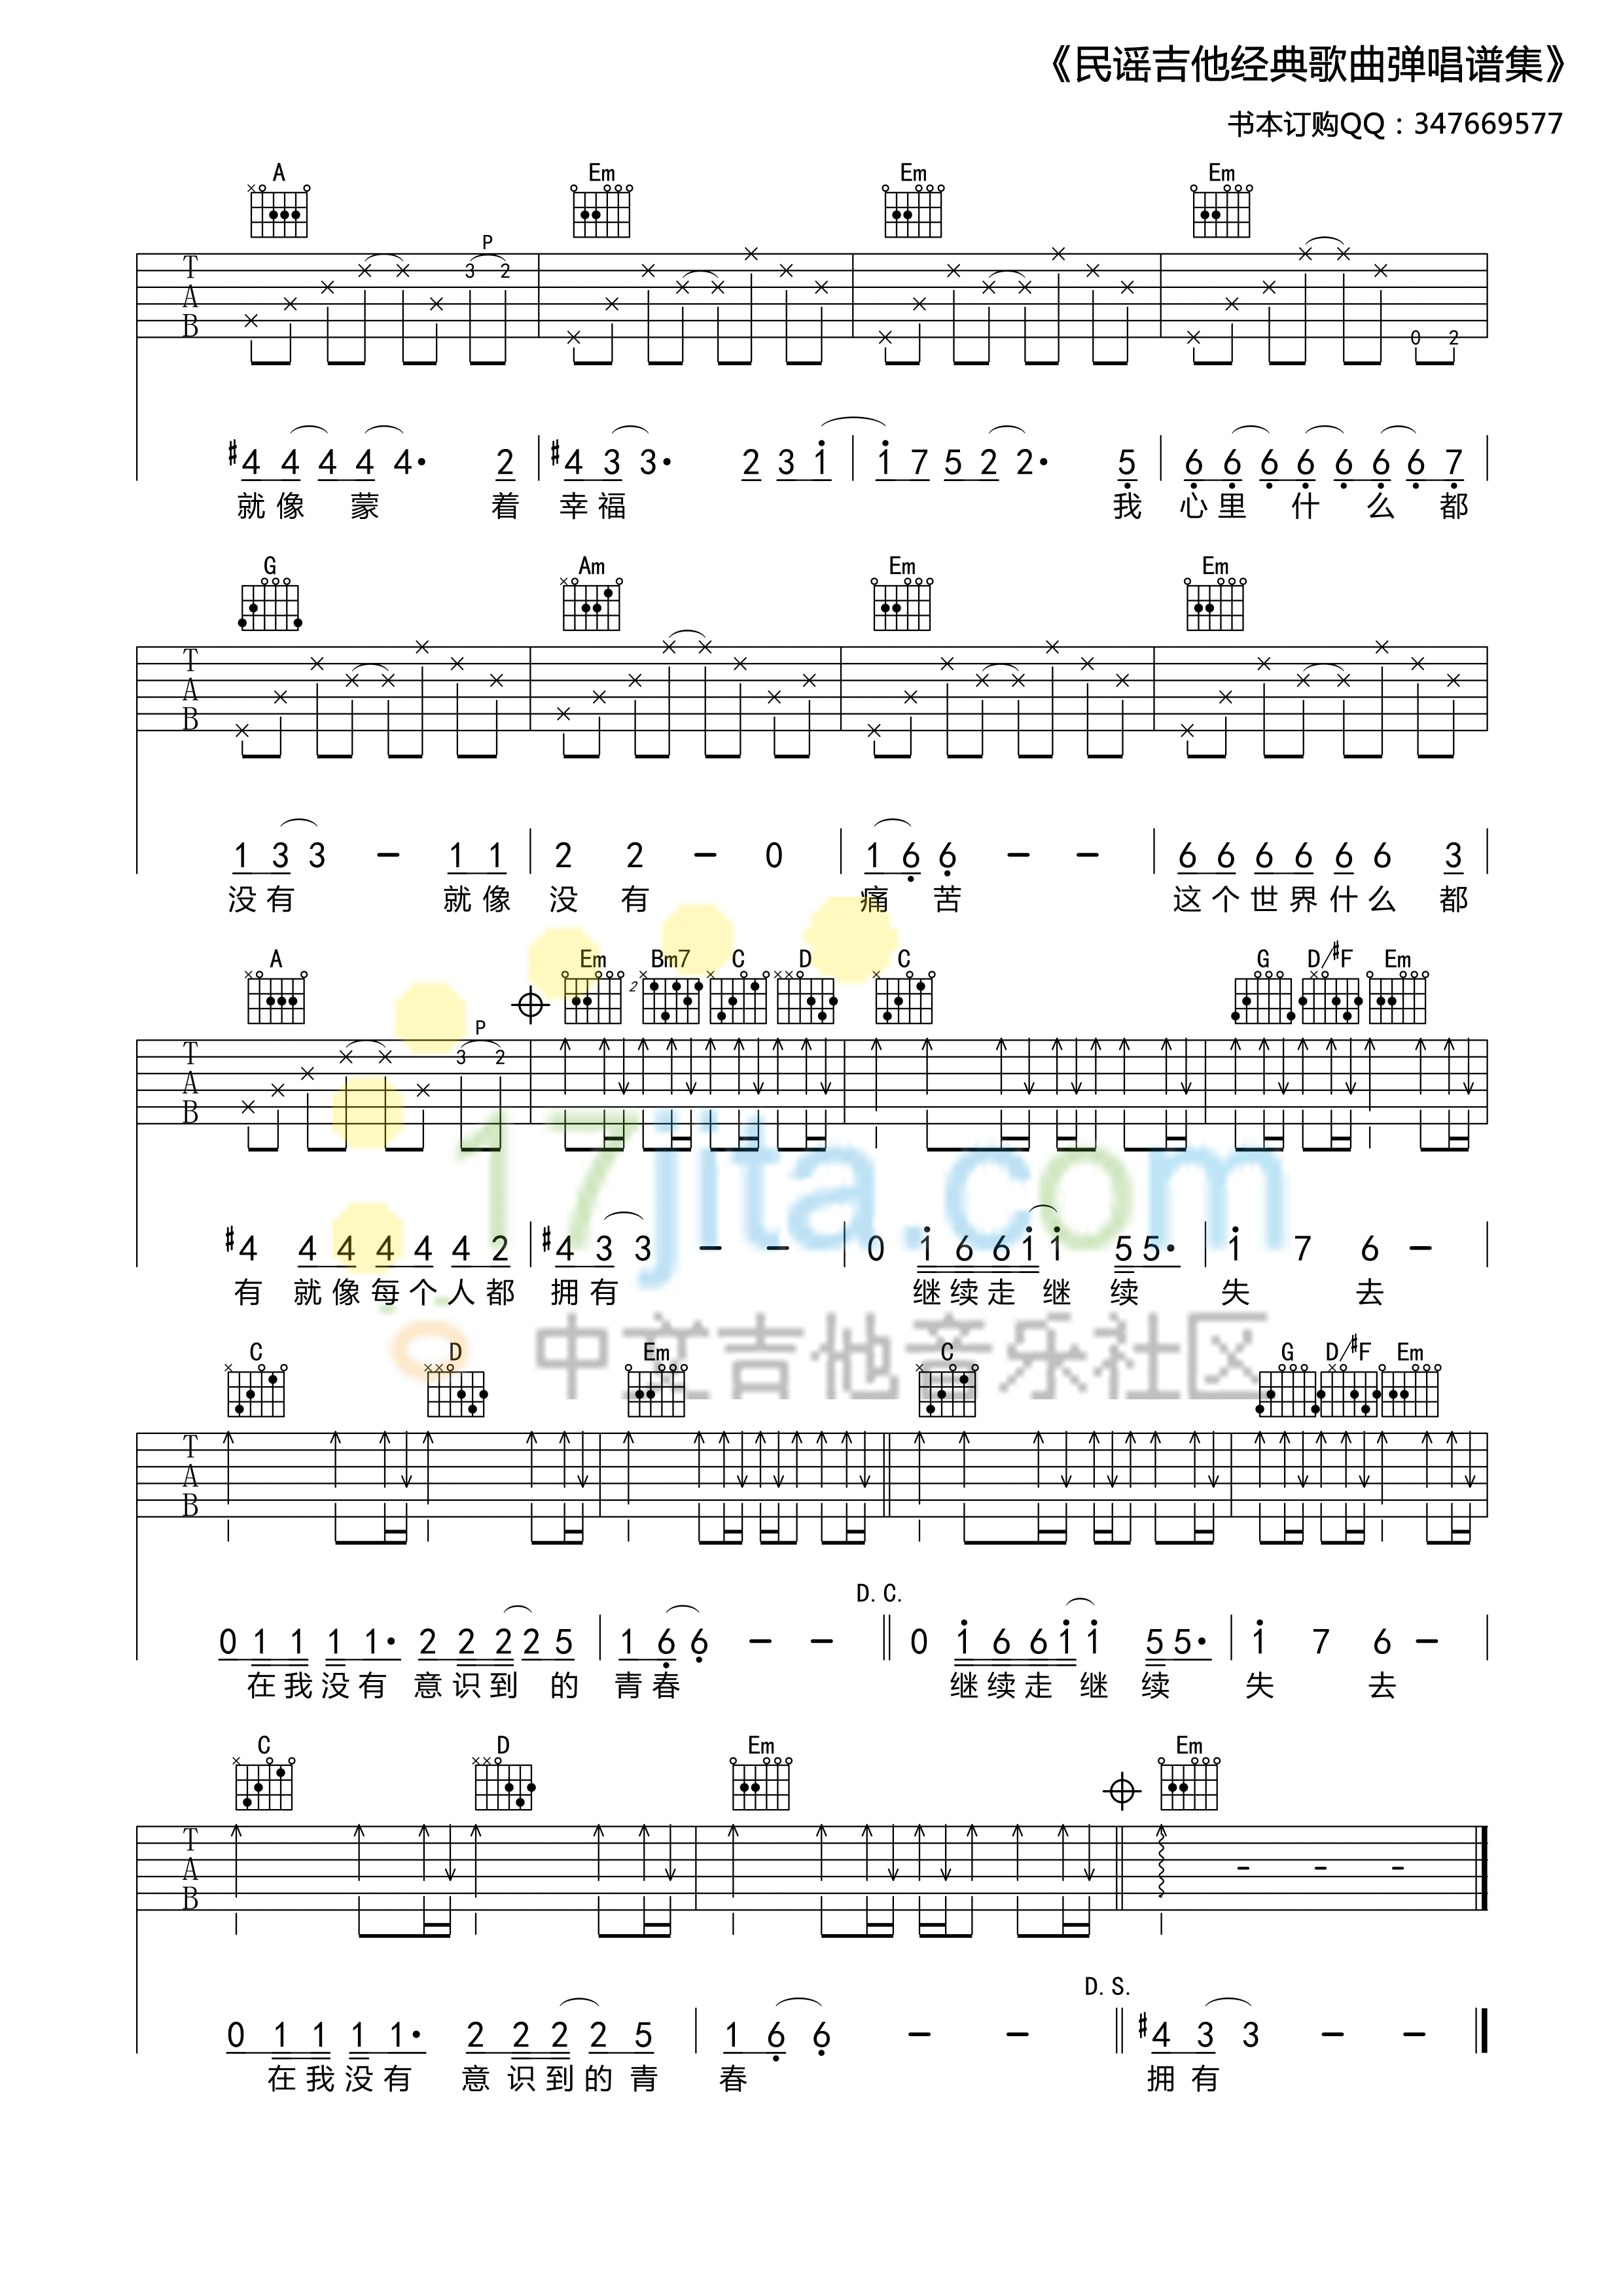 《民谣吉他经典歌曲弹唱谱集》
书本订购QQ：347669577
A Em Em Em
P
T A B 3 2 0 2
#4 4 4 4 4· 2 #4 3 3· 2 3 1 1 7 5 2 2· 5 6 6 6 6 6 6 6 7
就像 蒙 着 幸福 我 心里 什 么 都
G Am Em Em
T A B
1 3 3 - 1 1 2 2 - 0 1 6 6 - - 6 6 6 6 6 6 3
没有 就像 没 有 痛 苦 这个世界什么 都
A Em Bm7 C D C G D/#F Em
2
P
T A B 3 2
17jita.com
#4 4 4 4 4 4 2 #4 3 3 - - 0 1 6 6 1 1 5 5· 1 7 6 -
有 就像每个人都 拥有 继续走 继 续 失 去
中文吉他音乐社区
C D Em C G D/#F Em
T A B
D.C.
0 1 1 1 1· 2 2 2 2 5 1 6 6 - - 0 1 6 6 1 1 5 5· 1 7 6 -
在我没有 意识到 的 青春 继续走 继 续 失 去
C D Em Em
T A B - - -
D.S.
0 1 1 1 1· 2 2 2 2 5 1 6 6 - - #4 3 3 - -
在我没有 意识到的青 春 拥有